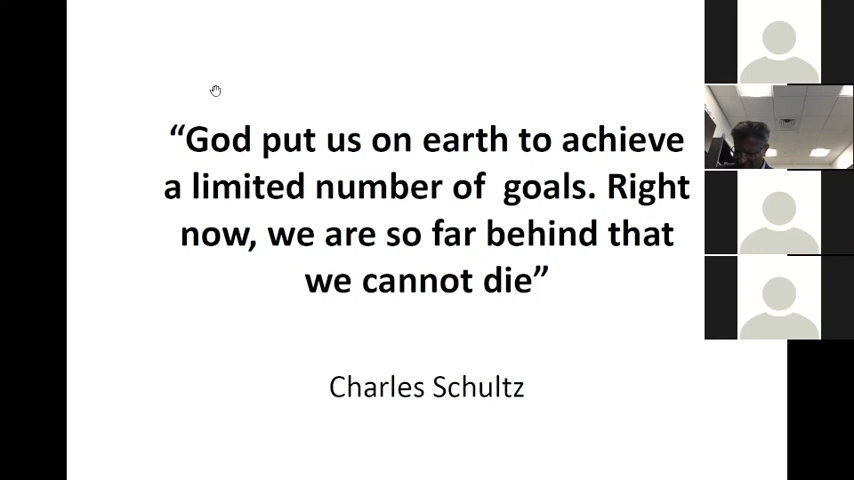 “God put us on earth to achieve
a limited number of goals. Right
now, we are so far behind that
we cannot die”
Charles Schultz